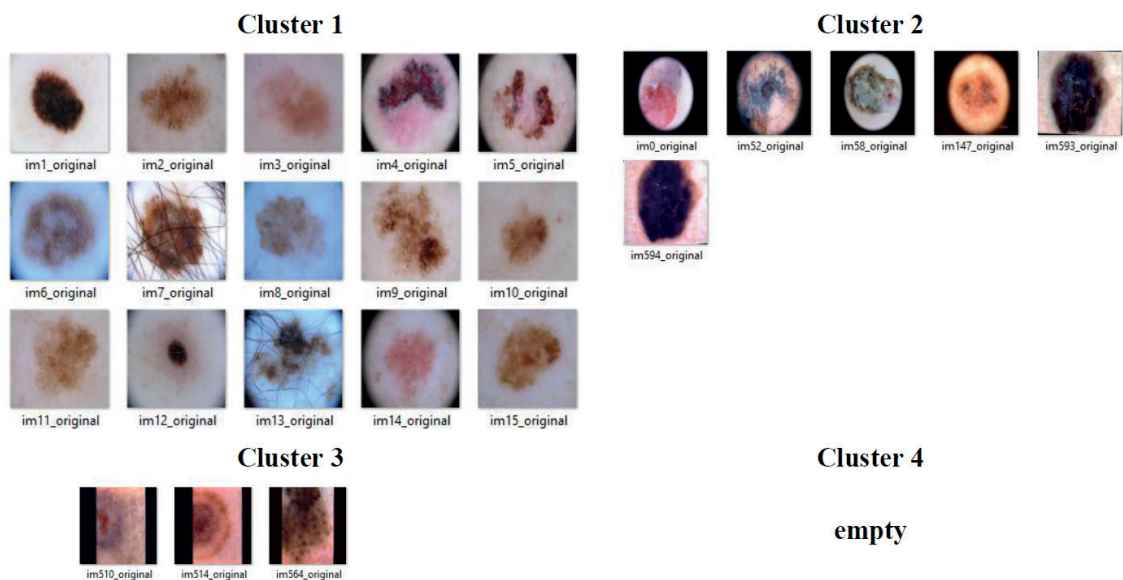 Cluster 1
im1_original im2_original im3_original im4_original im5_original
im6_original im7_original im8_original im9_original im10_original
im11_original im12_original im13_original im14_original im15_original
Cluster 2
im0_original im52_original im58_original im147_original im593_original
im594_original
Cluster 3
im510_original im514_original im564_original
Cluster 4
empty